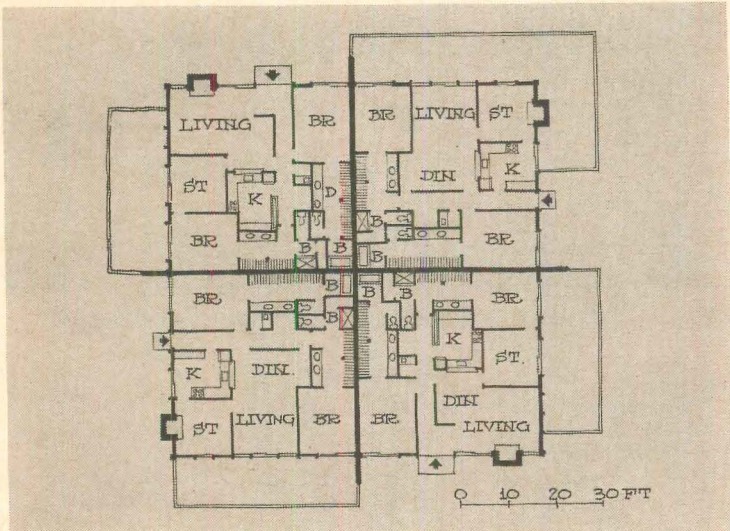 LIVING BR BR LIVING ST
ST K D DIN K
BR B B B B BR
BR B B B B BR
K DIN K ST.
ST LIVING BR BR DIN LIVING
0 10 20 30 FT